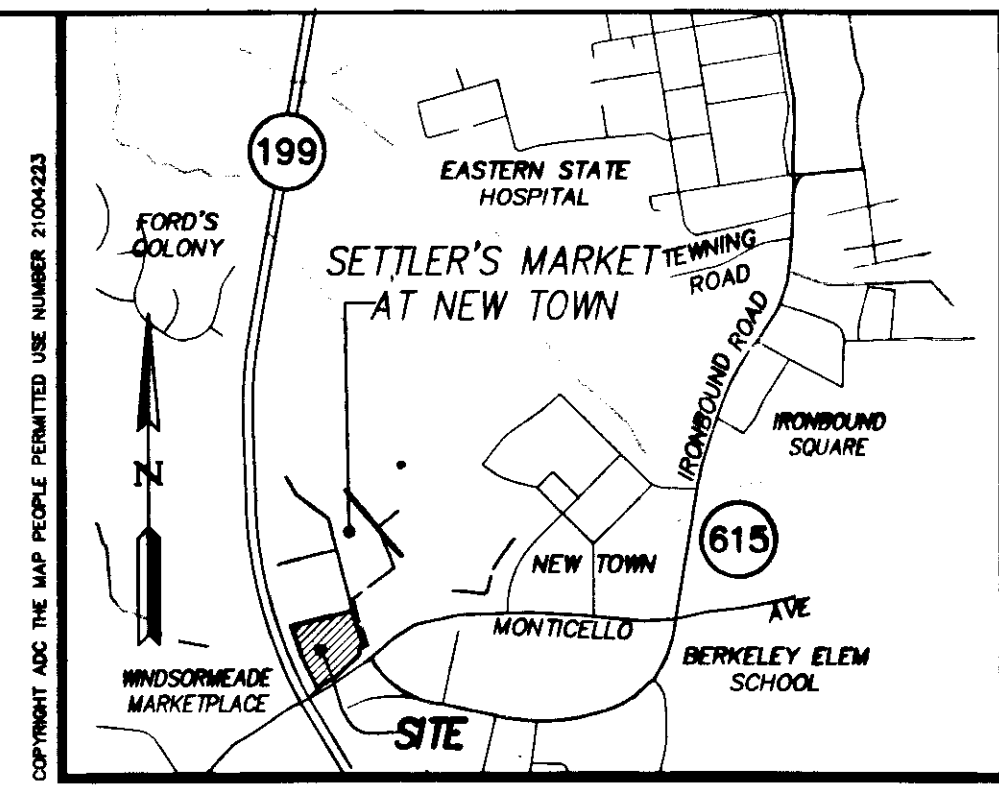 COPYRIGHT ADC THE MAP PEOPLE PERMITTED USE NUMBER 21004223
199
EASTERN STATE
HOSPITAL
FORD'S
COLONY
SETTLER'S MARKET
AT NEW TOWN
TEWNING
ROAD
IRONBOUND ROAD
IRONBOUND
SQUARE
N
615
NEW TOWN
MONTICELLO
AVE
BERKELEY ELEM
SCHOOL
WINDSORMEADE
MARKETPLACE
SITE